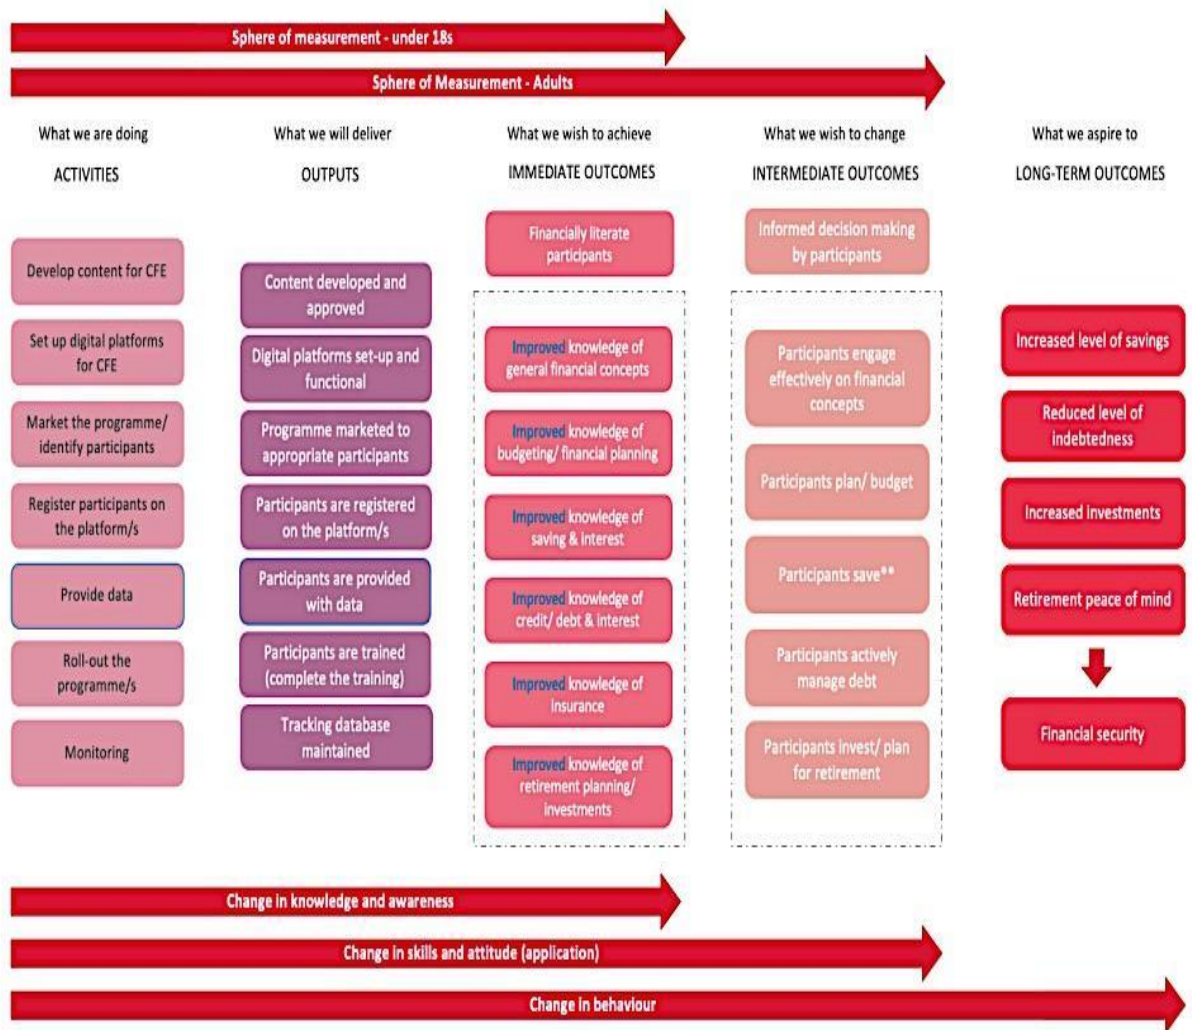 Sphere of measurement - under 18s
Sphere of Measurement - Adults
What we are doing
ACTIVITIES
What we will deliver
OUTPUTS
What we wish to achieve
IMMEDIATE OUTCOMES
What we wish to change
INTERMEDIATE OUTCOMES
What we aspire to
LONG-TERM OUTCOMES
Develop content for CFE
Set up digital platforms
for CFE
Market the programme/
identify participants
Register participants on
the platform/s
Provide data
Roll-out the
programme/s
Monitoring
Content developed and
approved
Digital platforms set-up and
functional
Programme marketed to
appropriate participants
Participants are registered
on the platform/s
Participants are provided
with data
Participants are trained
(complete the training)
Tracking database
maintained
Financially literate
participants
Improved knowledge of
general financial concepts
Improved knowledge of
budgeting/ financial planning
Improved knowledge of
saving & interest
Improved knowledge of
credit/ debt & interest
Improved knowledge of
insurance
Improved knowledge of
retirement planning/
investments
Informed decision making
by participants
Participants engage
effectively on financial
concepts
Participants plan/ budget
Participants save**
Participants actively
manage debt
Participants invest/ plan
for retirement
Increased level of savings
Reduced level of
indebtedness
Increased investments
Retirement peace of mind
Financial security
Change in knowledge and awareness
Change in skills and attitude (application)
Change in behaviour